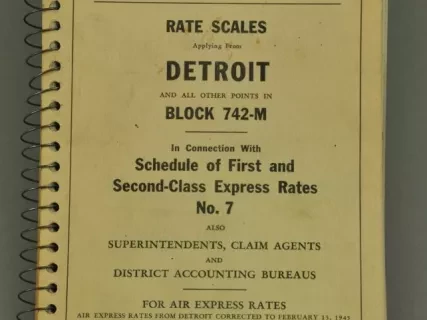 RATE SCALES
Applying From
DETROIT
AND ALL OTHER POINTS IN
BLOCK 742-M
In Connection With
Schedule of First and
Second-Class Express Rates
No. 7
ALSO
SUPERINTENDENTS, CLAIM AGENTS
AND
DISTRICT ACCOUNTING BUREAUS
FOR AIR EXPRESS RATES
AIR EXPRESS RATES FROM DETROIT CORRECTED TO FEBRUARY